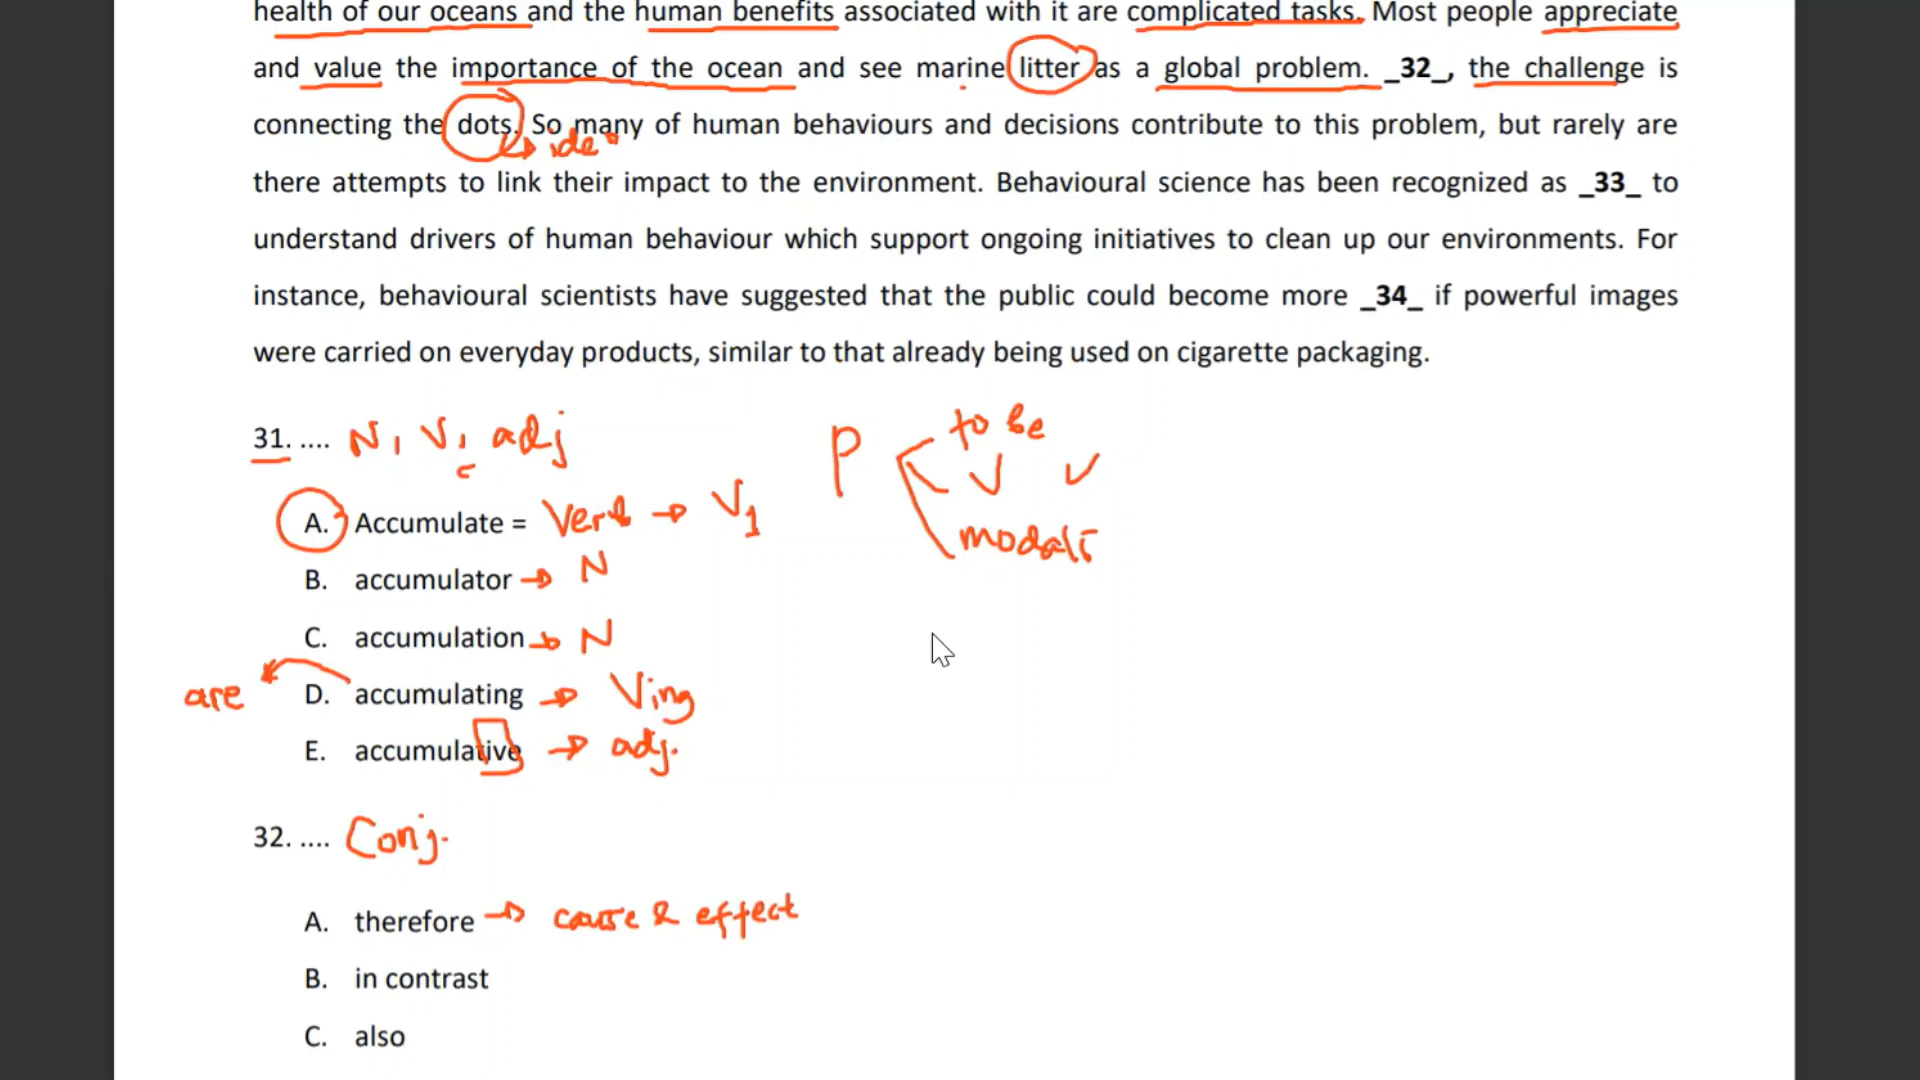 health of our oceans and the human benefits associated with it are complicated tasks. Most people appreciate
and value the importance of the ocean and see marine litter as a global problem. _32_, the challenge is
connecting the dots. So many of human behaviours and decisions contribute to this problem, but rarely are
ide"
there attempts to link their impact to the environment. Behavioural science has been recognized as _33_ to
understand drivers of human behaviour which support ongoing initiatives to clean up our environments. For
instance, behavioural scientists have suggested that the public could become more _34_ if powerful images
were carried on everyday products, similar to that already being used on cigarette packaging.
31. .... N, V, adj
P to be
V
modals
A. Accumulate = Verb → V1
B. accumulator → N
C. accumulation → N
are D. accumulating → Ving
E. accumulative → adj.
32. .... Conj.
A. therefore → cause & effect
B. in contrast
C. also